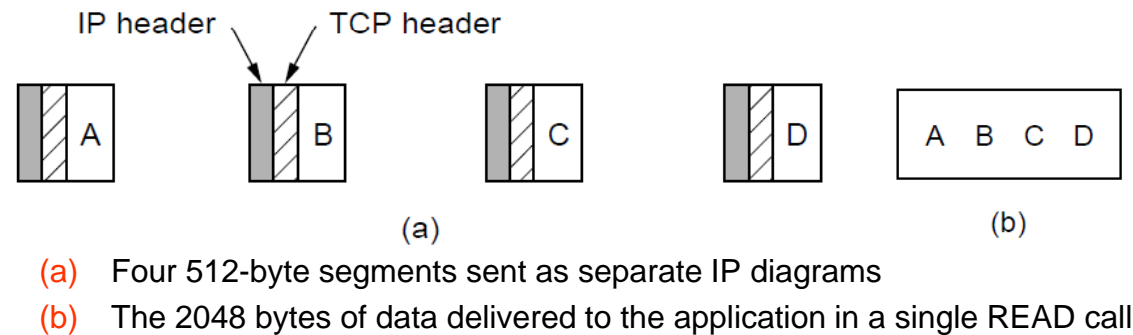 IP header TCP header
A B C D A B C D
(a) (b)
(a) Four 512-byte segments sent as separate IP diagrams
(b) The 2048 bytes of data delivered to the application in a single READ call